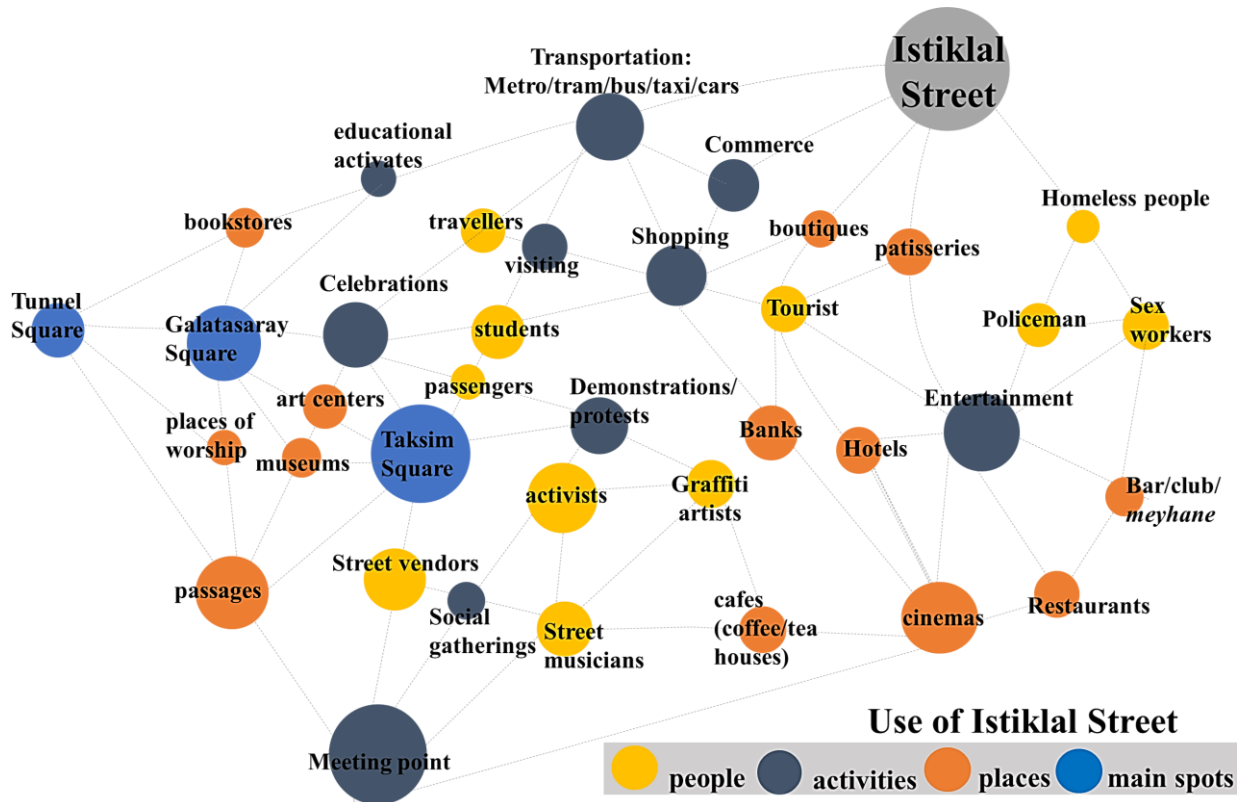 Istiklal
Street
Transportation:
Metro/tram/bus/taxi/cars
educational
activates
Commerce
Homeless people
bookstores
travellers
visiting
Shopping
boutiques
patisseries
Tunnel
Square
Galatasaray
Square
Celebrations
students
Tourist
Policeman
Sex
workers
art centers
passengers
Demonstrations/
protests
Entertainment
places of
worship
museums
Taksim
Square
Banks
Hotels
activists
Graffiti
artists
Bar/club/
meyhane
passages
Street vendors
Social
gatherings
Street
musicians
cafes
(coffee/tea
houses)
cinemas
Restaurants
Meeting point
Use of Istiklal Street
people
activities
places
main spots